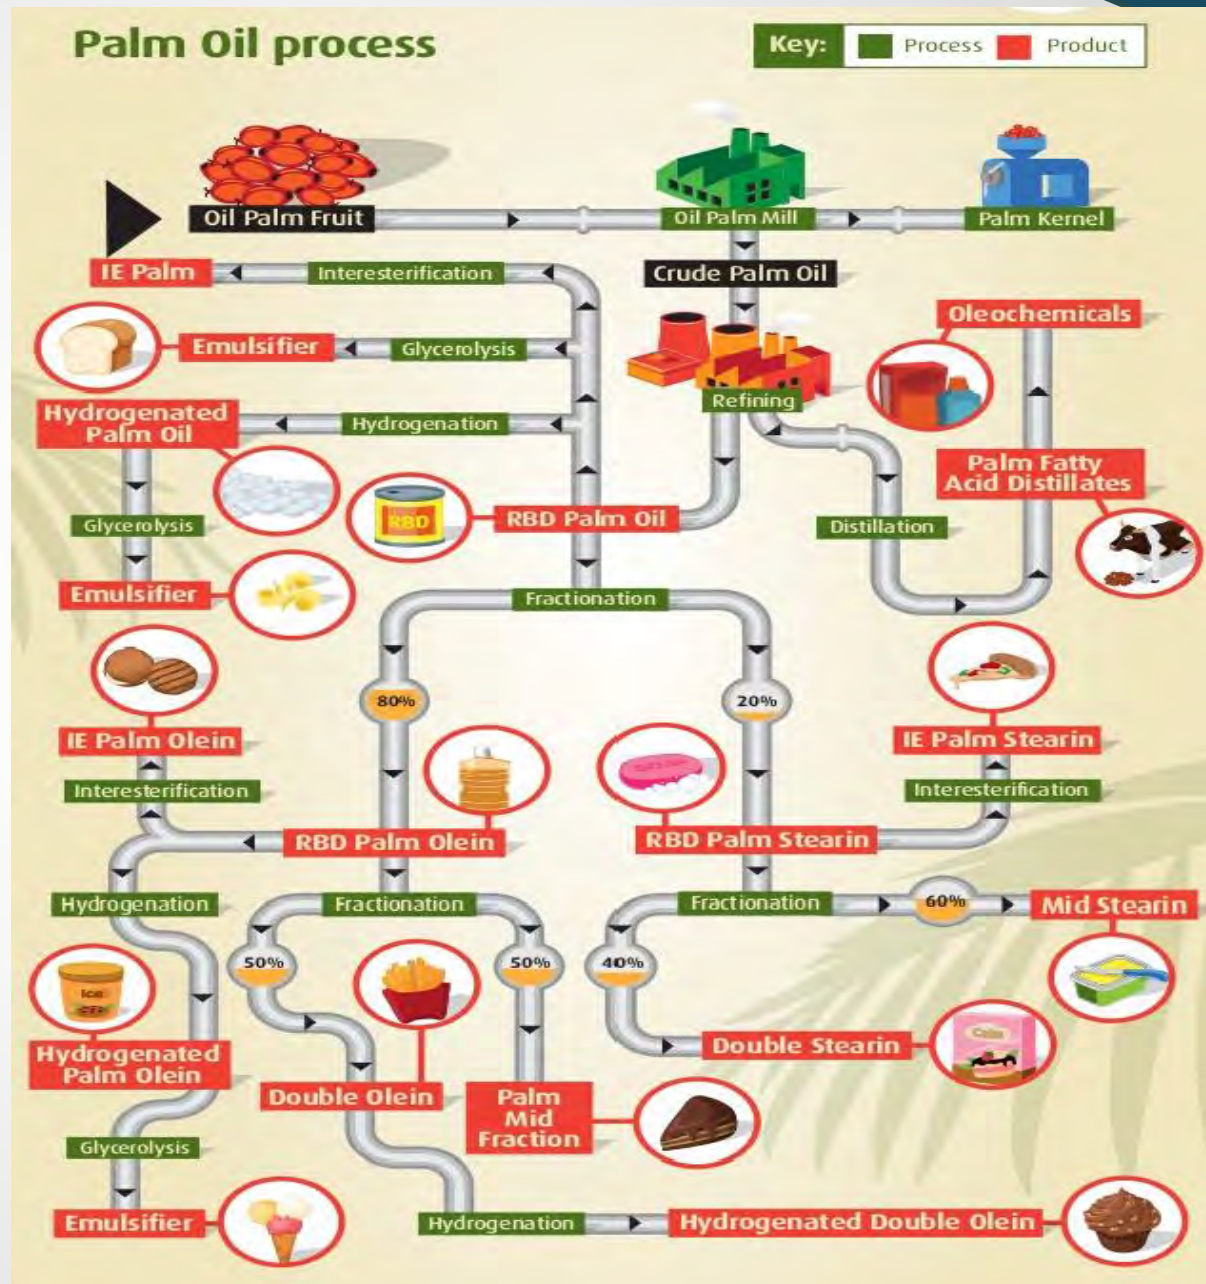 Palm Oil process
Key:
Process
Product
Oil Palm Fruit
Oil Palm Mill
Palm Kernel
IE Palm
Interesterification
Crude Palm Oil
Oleochemicals
Emulsifier
Glycerolysis
Refining
Hydrogenated
Palm Oil
Hydrogenation
Palm Fatty
Acid Distillates
RBD
RBD Palm Oil
Glycerolysis
Distillation
Emulsifier
Fractionation
80%
20%
IE Palm Olein
IE Palm Stearin
Interesterification
Interesterification
RBD Palm Olein
RBD Palm Stearin
Hydrogenation
Fractionation
Fractionation
60%
Mid Stearin
50%
50%
40%
Ice
Hydrogenated
Palm Olein
Double Stearin
Cake
Double Olein
Palm
Mid
Fraction
Glycerolysis
Emulsifier
Hydrogenation
Hydrogenated Double Olein